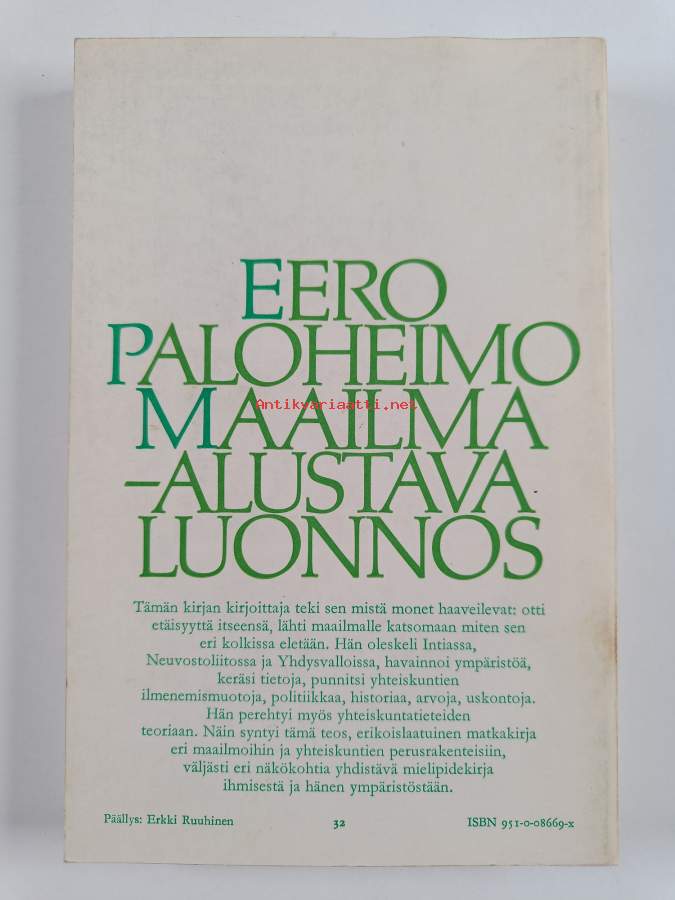 EERO
PALOHEIMO
Antikvariaatti.net
MAAILMA
–ALUSTAVA
LUONNOS
Tämän kirjan kirjoittaja teki sen mistä monet haaveilevat: otti
etäisyyttä itseensä, lähti maailmalle katsomaan miten sen
eri kolkissa eletään. Hän oleskeli Intiassa,
Neuvostoliitossa ja Yhdysvalloissa, havainnoi ympäristöä,
keräsi tietoja, punnitsi yhteiskuntien
ilmenemismuotoja, politiikkaa, historiaa, arvoja, uskontoja.
Hän perehtyi myös yhteiskuntatieteiden
teoriaan. Näin syntyi tämä teos, erikoislaatuinen matkakirja
eri maailmoihin ja yhteiskuntien perusrakenteisiin,
väljästi eri näkökohtia yhdistävä mielipidekirja
ihmisestä ja hänen ympäristöstään.
Päällys: Erkki Ruuhinen 32 ISBN 951-0-08669-x